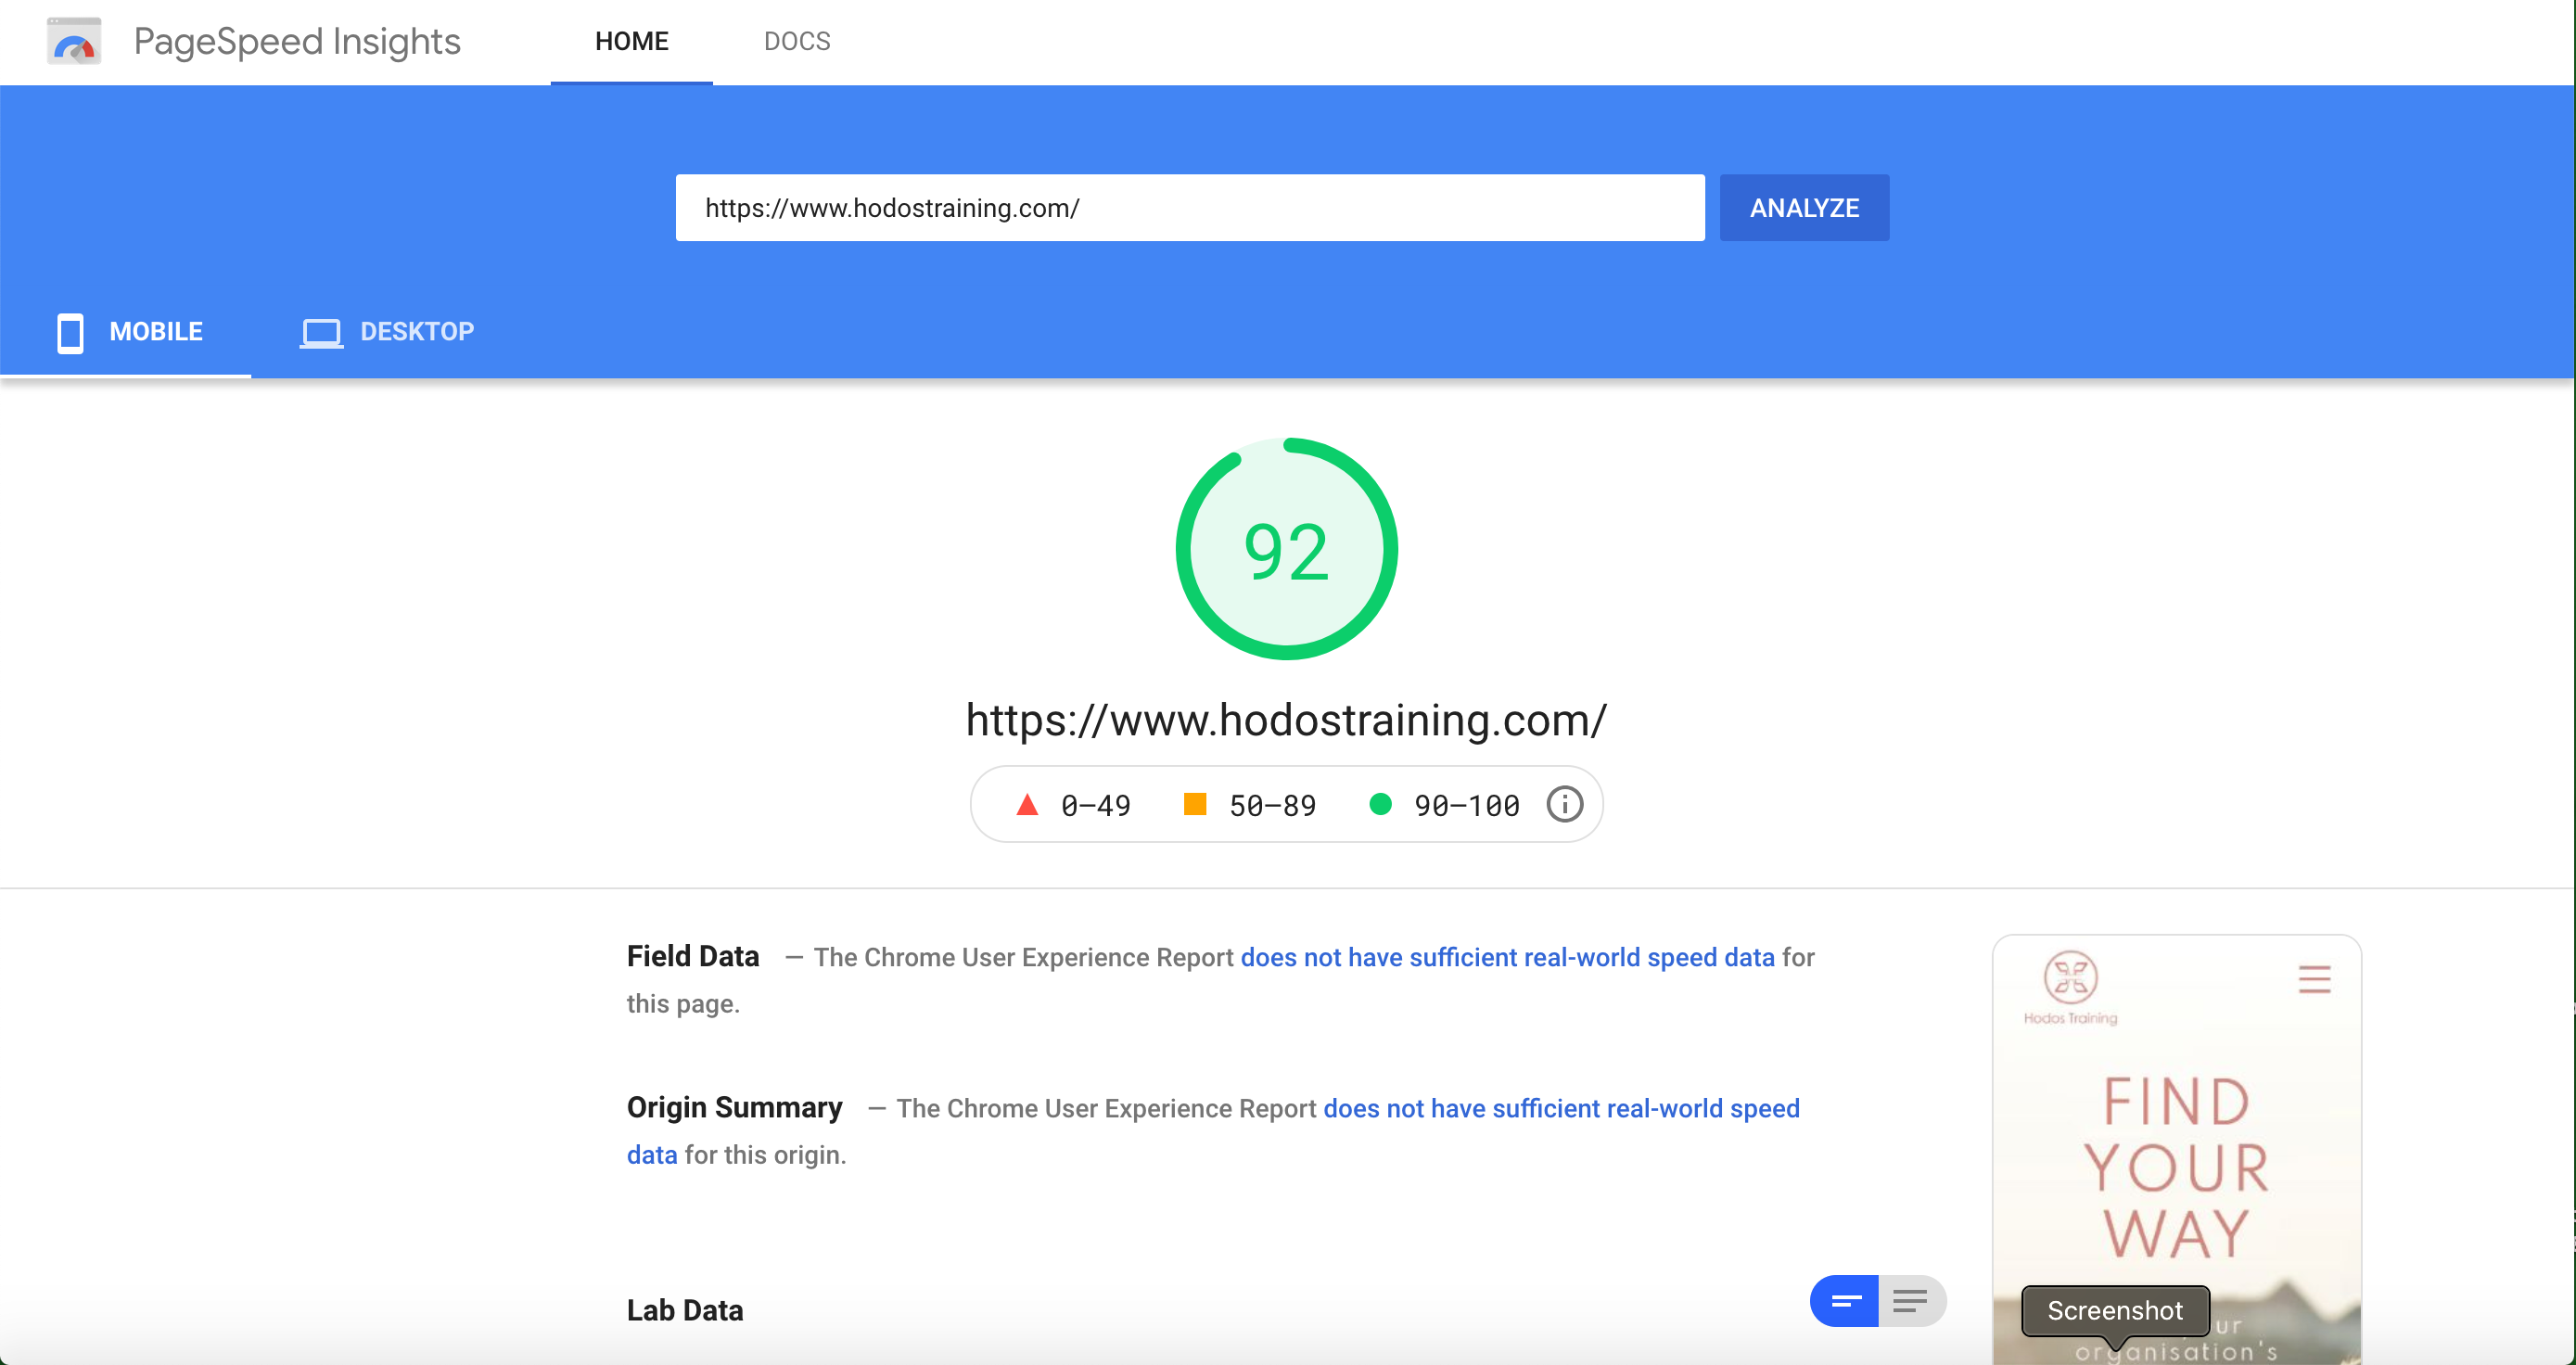 PageSpeed Insights
HOME
DOCS
https://www.hodostraining.com/
ANALYZE
MOBILE
DESKTOP
92
https://www.hodostraining.com/
0–49
50–89
90–100
Field Data — The Chrome User Experience Report does not have sufficient real-world speed data for
this page.
Origin Summary — The Chrome User Experience Report does not have sufficient real-world speed
data for this origin.
Lab Data
Hodos Training
FIND
YOUR
WAY
Screenshot
organisation's